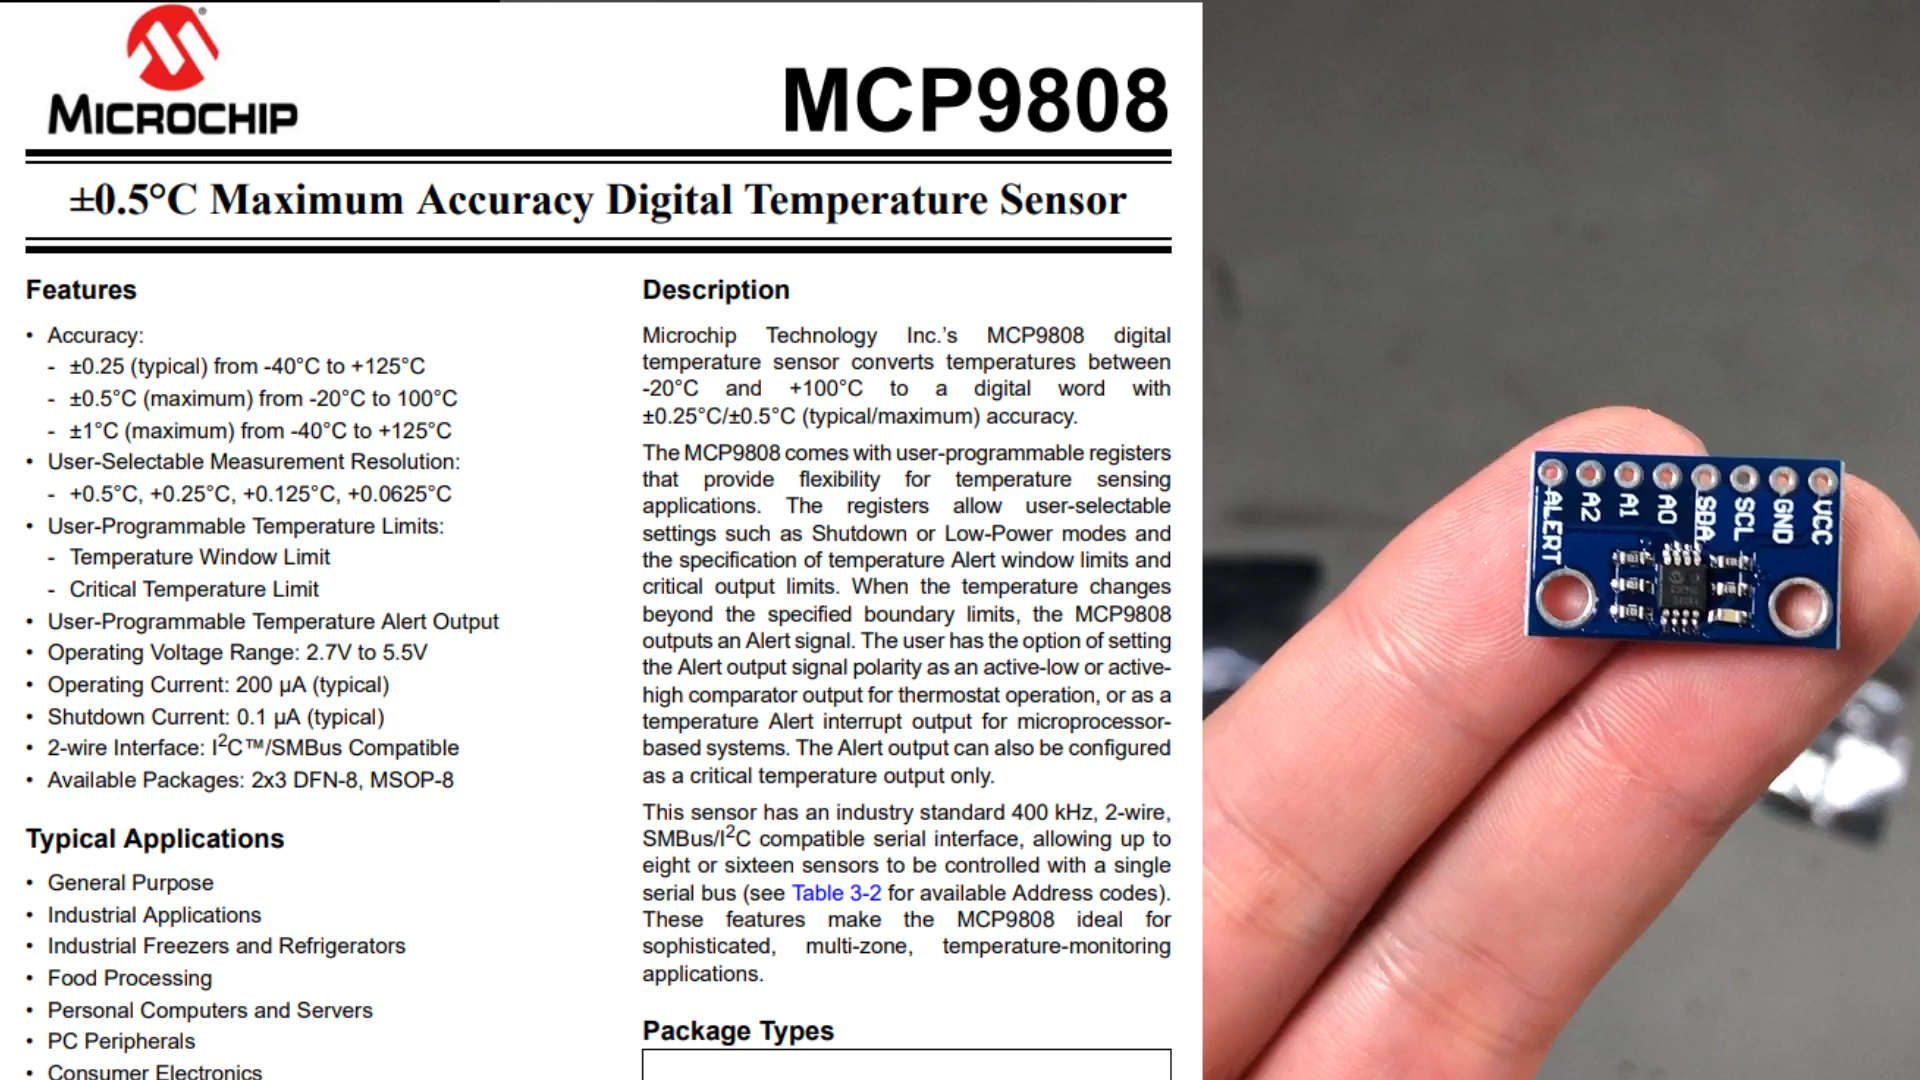 MICROCHIP
MCP9808
±0.5°C Maximum Accuracy Digital Temperature Sensor
Features
• Accuracy:
- ±0.25 (typical) from -40°C to +125°C
- ±0.5°C (maximum) from -20°C to 100°C
- ±1°C (maximum) from -40°C to +125°C
• User-Selectable Measurement Resolution:
- +0.5°C, +0.25°C, +0.125°C, +0.0625°C
• User-Programmable Temperature Limits:
- Temperature Window Limit
- Critical Temperature Limit
• User-Programmable Temperature Alert Output
• Operating Voltage Range: 2.7V to 5.5V
• Operating Current: 200 µA (typical)
• Shutdown Current: 0.1 µA (typical)
• 2-wire Interface: I²C™/SMBus Compatible
• Available Packages: 2x3 DFN-8, MSOP-8
Typical Applications
• General Purpose
• Industrial Applications
• Industrial Freezers and Refrigerators
• Food Processing
• Personal Computers and Servers
• PC Peripherals
• Consumer Electronics
Description
Microchip Technology Inc.'s MCP9808 digital
temperature sensor converts temperatures between
-20°C and +100°C to a digital word with
±0.25°C/±0.5°C (typical/maximum) accuracy.
The MCP9808 comes with user-programmable registers
that provide flexibility for temperature sensing
applications. The registers allow user-selectable
settings such as Shutdown or Low-Power modes and
the specification of temperature Alert window limits and
critical output limits. When the temperature changes
beyond the specified boundary limits, the MCP9808
outputs an Alert signal. The user has the option of setting
the Alert output signal polarity as an active-low or active-
high comparator output for thermostat operation, or as a
temperature Alert interrupt output for microprocessor-
based systems. The Alert output can also be configured
as a critical temperature output only.
This sensor has an industry standard 400 kHz, 2-wire,
SMBus/I²C compatible serial interface, allowing up to
eight or sixteen sensors to be controlled with a single
serial bus (see Table 3-2 for available Address codes).
These features make the MCP9808 ideal for
sophisticated, multi-zone, temperature-monitoring
applications.
Package Types
ALERT
A2
A1
A0
SDA
SCL
GND
VCC